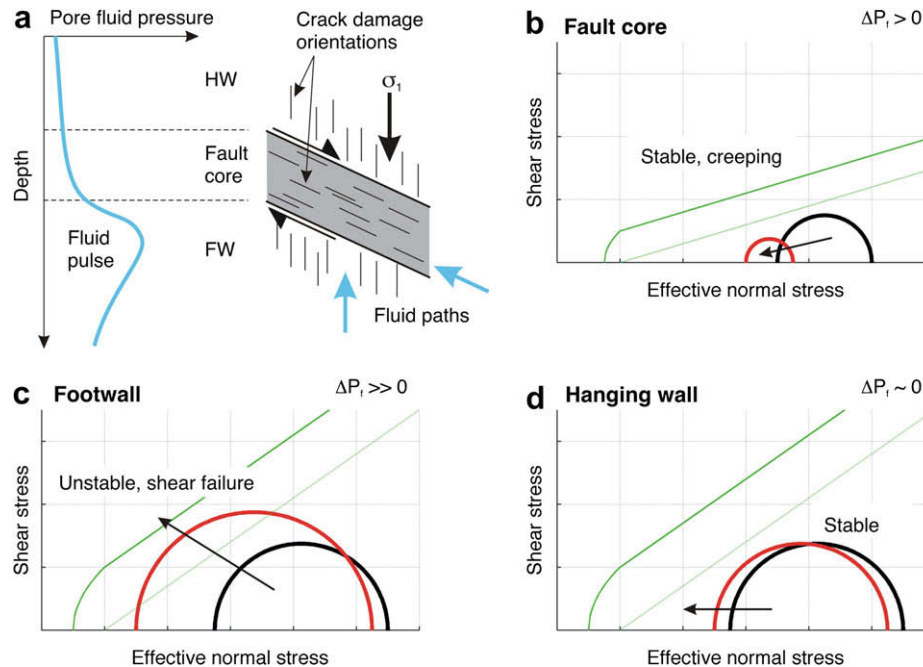 a
Pore fluid pressure
Depth
HW
Fault
core
FW
Fluid
pulse
Crack damage
orientations
σ1
Fluid paths
b Fault core
ΔPf > 0
Shear stress
Stable, creeping
Effective normal stress
c Footwall
ΔPf >> 0
Shear stress
Unstable, shear failure
Effective normal stress
d Hanging wall
ΔPf ~ 0
Shear stress
Stable
Effective normal stress